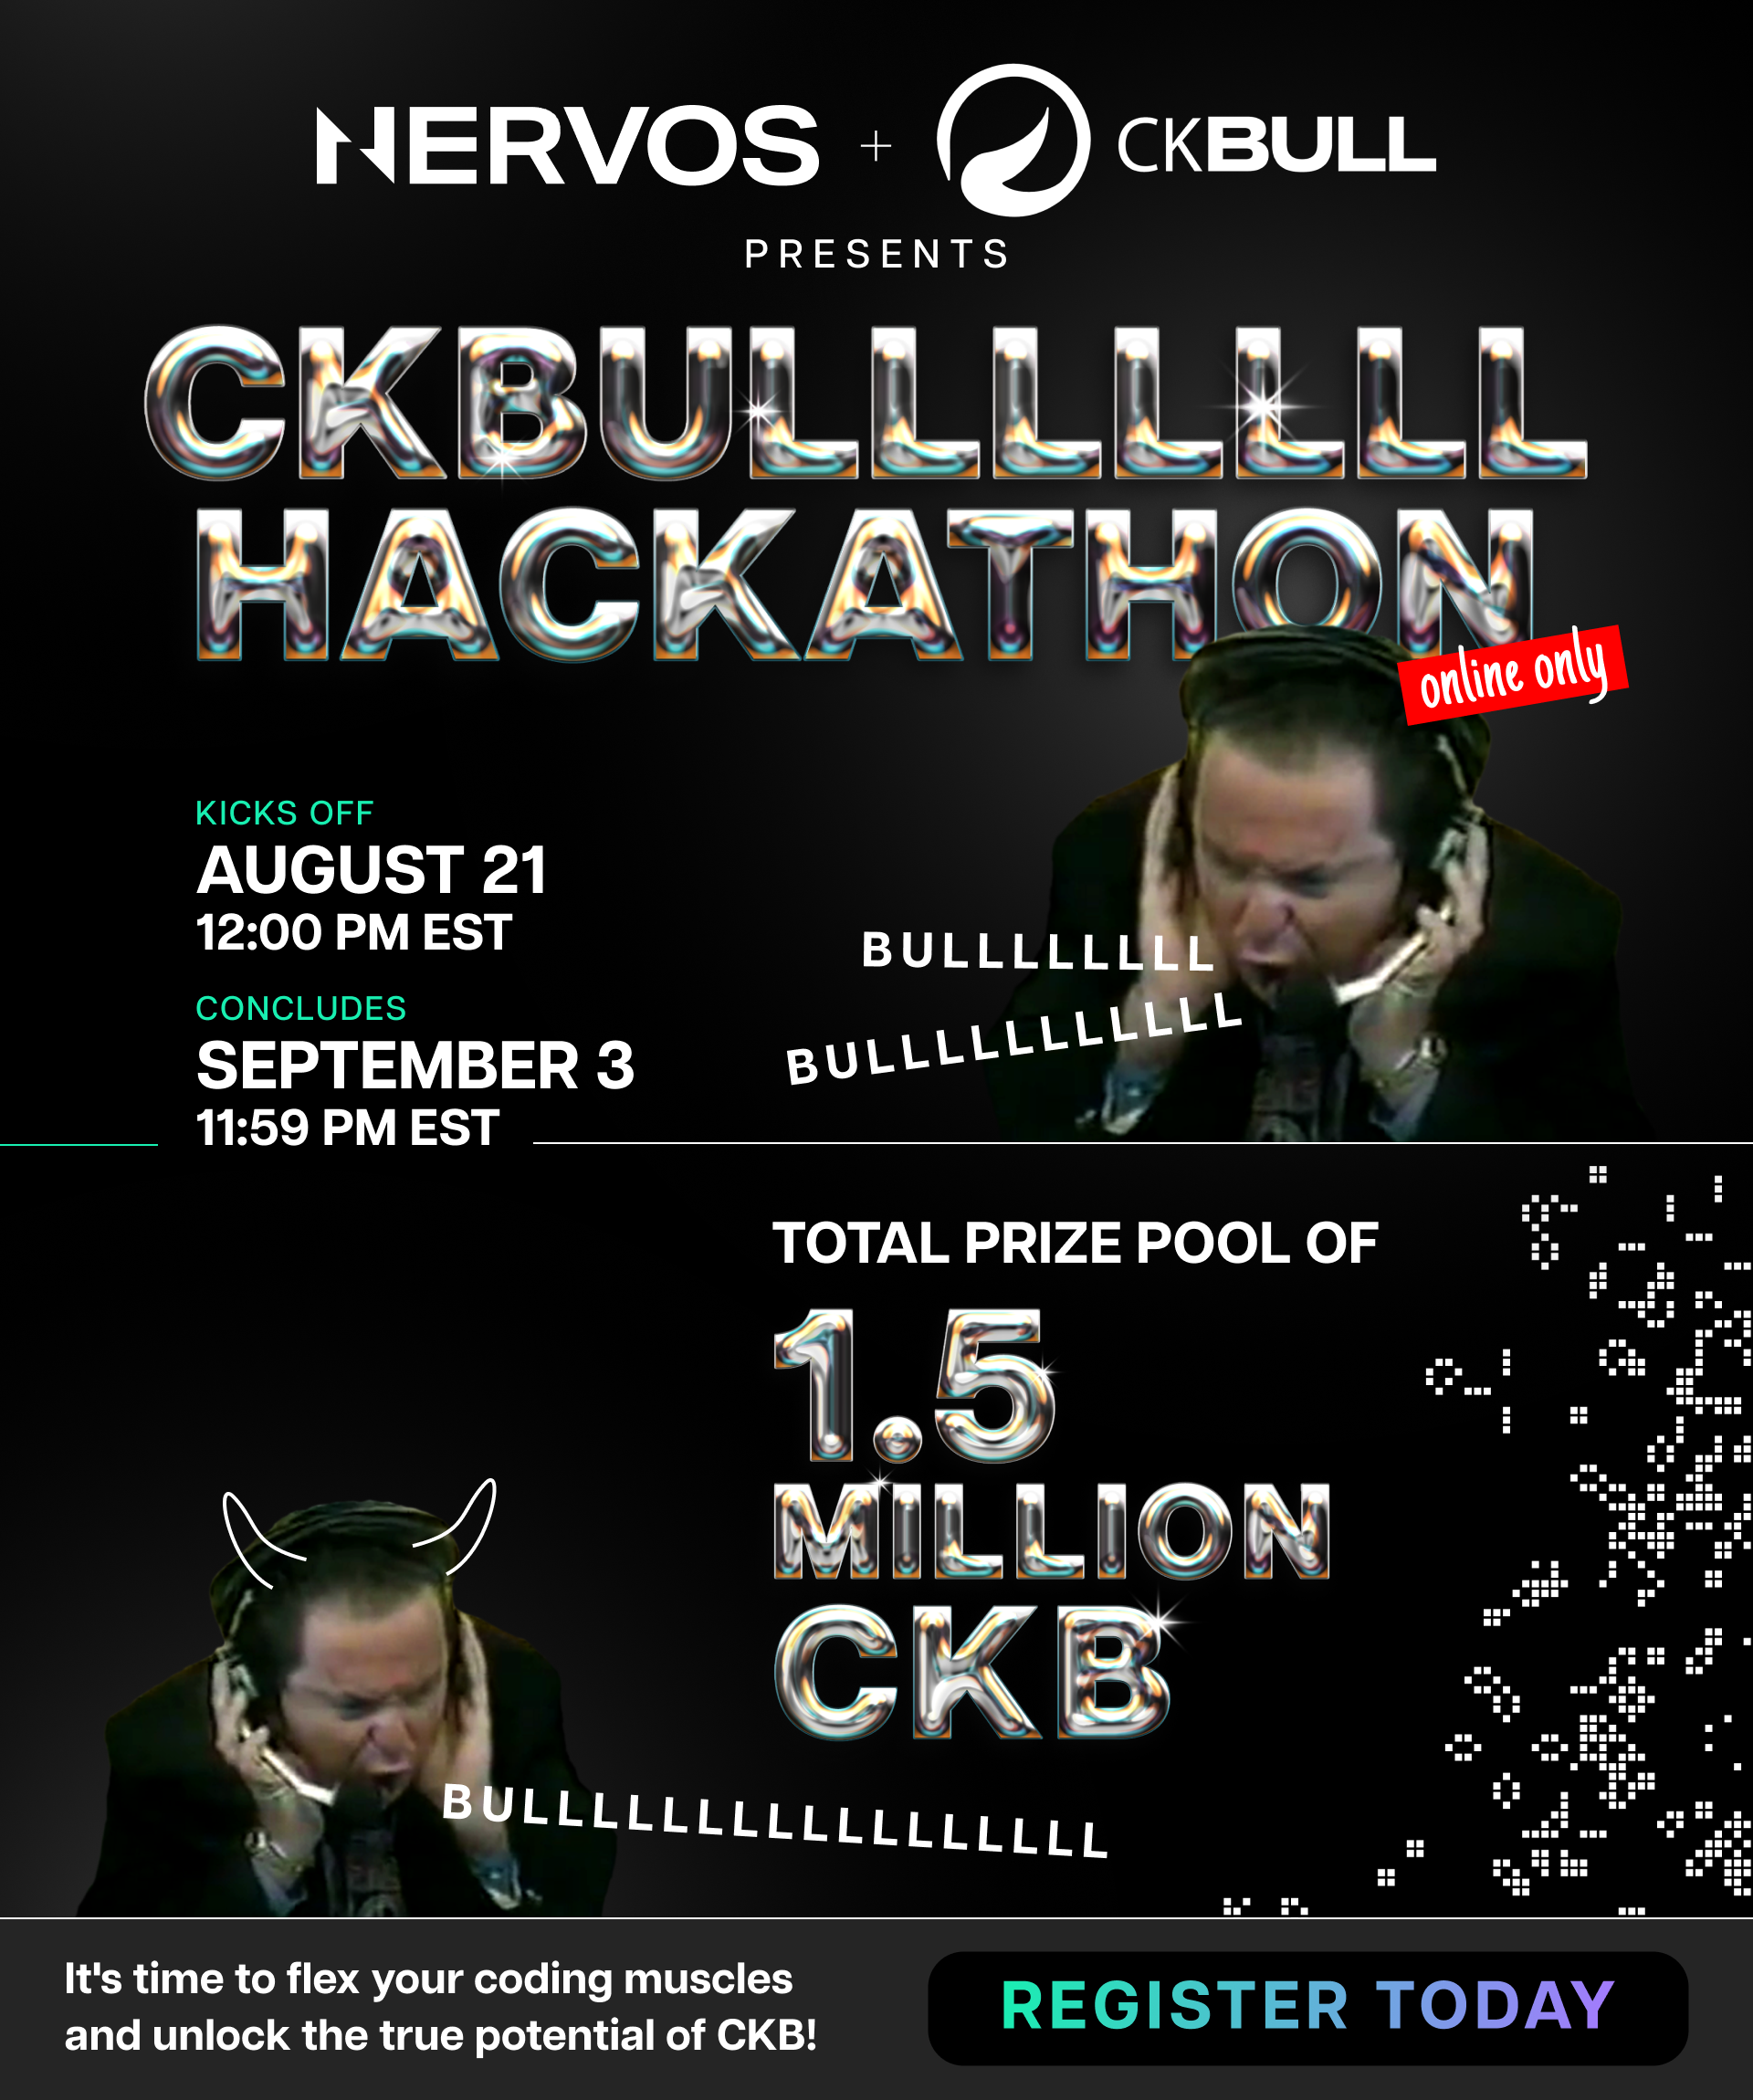 NERVOS + CKBULL
PRESENTS
CKBULLLLLLL
HACKATHON
online only
KICKS OFF
AUGUST 21
12:00 PM EST
CONCLUDES
SEPTEMBER 3
11:59 PM EST
BULLLLLLLL
BULLLLLLLLLLL
TOTAL PRIZE POOL OF
1.5
MILLION
CKB
BULLLLLLLLLLLLLLLLL
It's time to flex your coding muscles
and unlock the true potential of CKB!
REGISTER TODAY